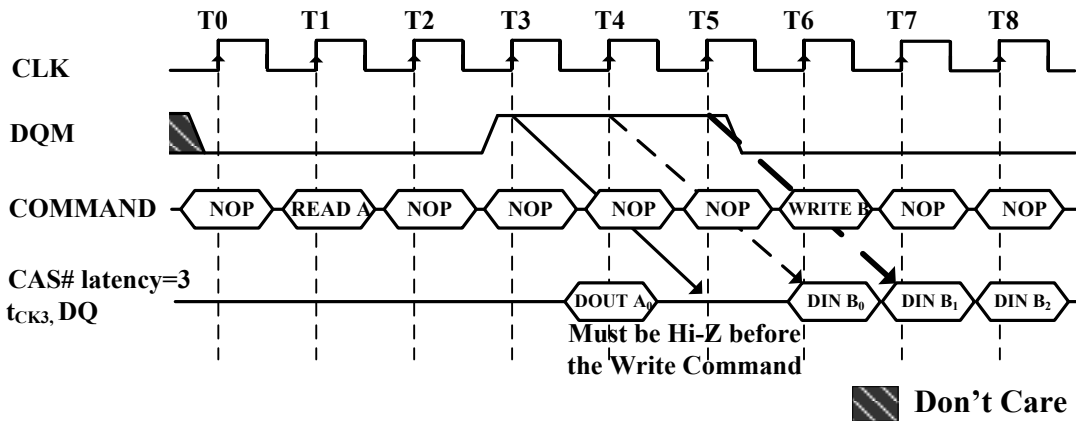 T0 T1 T2 T3 T4 T5 T6 T7 T8
CLK
DQM
COMMAND NOP READ A NOP NOP NOP NOP WRITE B NOP NOP
CAS# latency=3
tCK3, DQ DOUT A0 DIN B0 DIN B1 DIN B2
Must be Hi-Z before
the Write Command
Don't Care